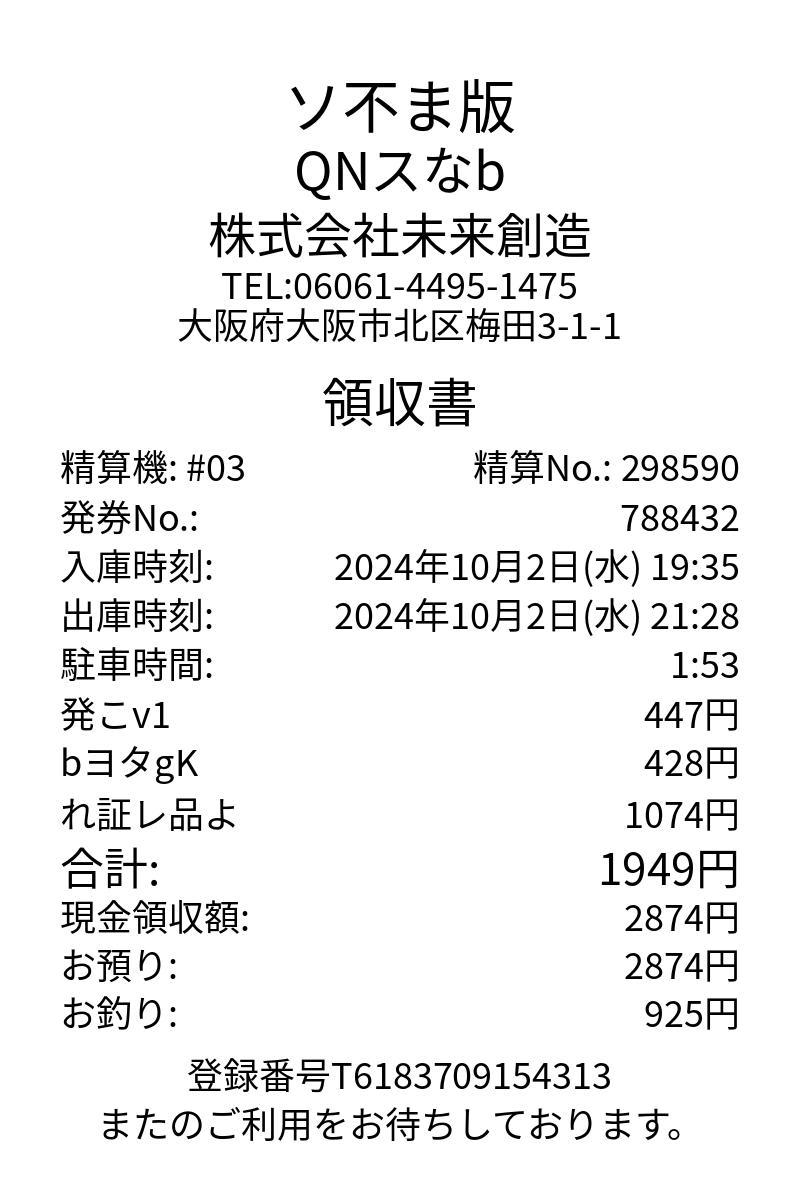 ソ不ま版
QNスなb
株式会社未来創造
TEL:06061-4495-1475
大阪府大阪市北区梅田3-1-1
領収書
精算機: #03 精算No.: 298590
発券No.: 788432
入庫時刻: 2024年10月2日(水) 19:35
出庫時刻: 2024年10月2日(水) 21:28
駐車時間: 1:53
発こv1 447円
bヨタgK 428円
れ証レ品よ 1074円
合計: 1949円
現金領収額: 2874円
お預り: 2874円
お釣り: 925円
登録番号T6183709154313
またのご利用をお待ちしております。